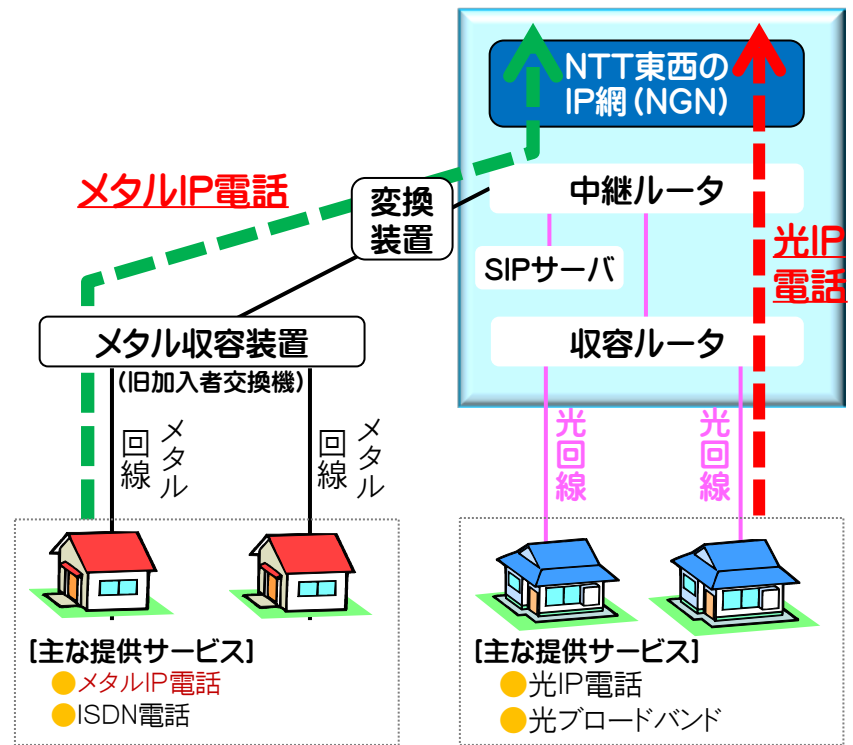 NTT東西の
IP網(NGN)
メタルIP電話
変換
装置
中継ルータ
光IP
電話
SIPサーバ
メタル収容装置
(旧加入者交換機)
収容ルータ
メタル
回線
メタル
回線
光回線
光回線
[主な提供サービス]
●メタルIP電話
●ISDN電話
[主な提供サービス]
●光IP電話
●光ブロードバンド